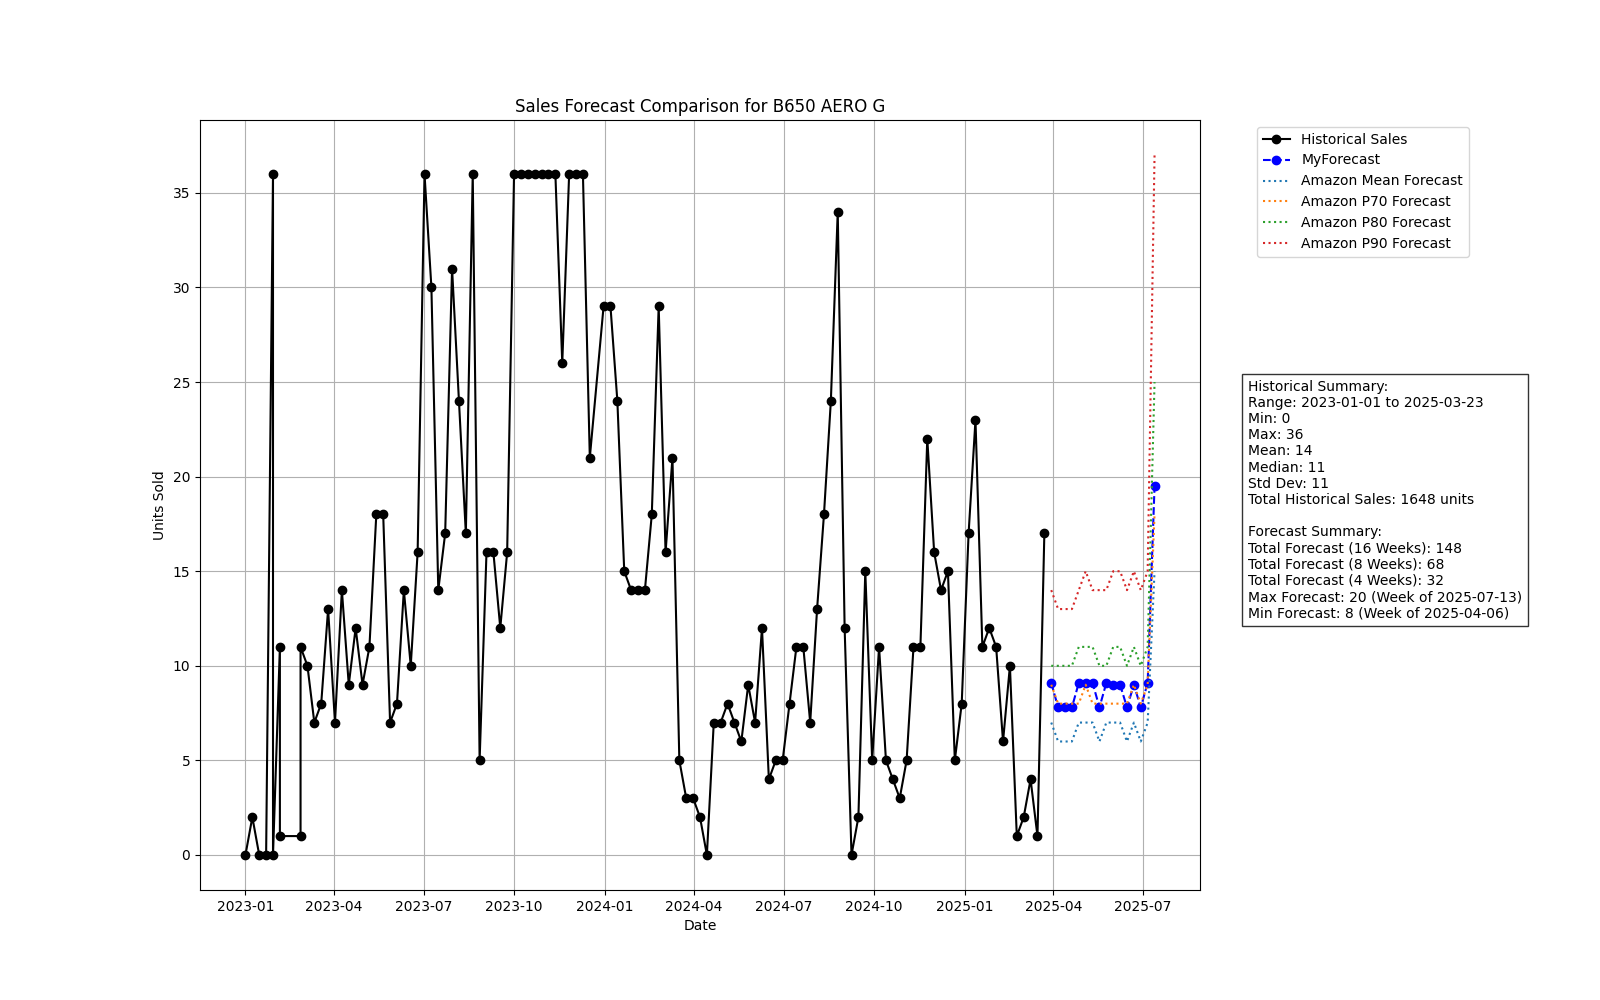 Sales Forecast Comparison for B650 AERO G
Historical Sales
MyForecast
Amazon Mean Forecast
Amazon P70 Forecast
Amazon P80 Forecast
Amazon P90 Forecast
35
30
25
20
15
10
5
0
Units Sold
Historical Summary:
Range: 2023-01-01 to 2025-03-23
Min: 0
Max: 36
Mean: 14
Median: 11
Std Dev: 11
Total Historical Sales: 1648 units
Forecast Summary:
Total Forecast (16 Weeks): 148
Total Forecast (8 Weeks): 68
Total Forecast (4 Weeks): 32
Max Forecast: 20 (Week of 2025-07-13)
Min Forecast: 8 (Week of 2025-04-06)
2023-01 2023-04 2023-07 2023-10 2024-01 2024-04 2024-07 2024-10 2025-01 2025-04 2025-07
Date